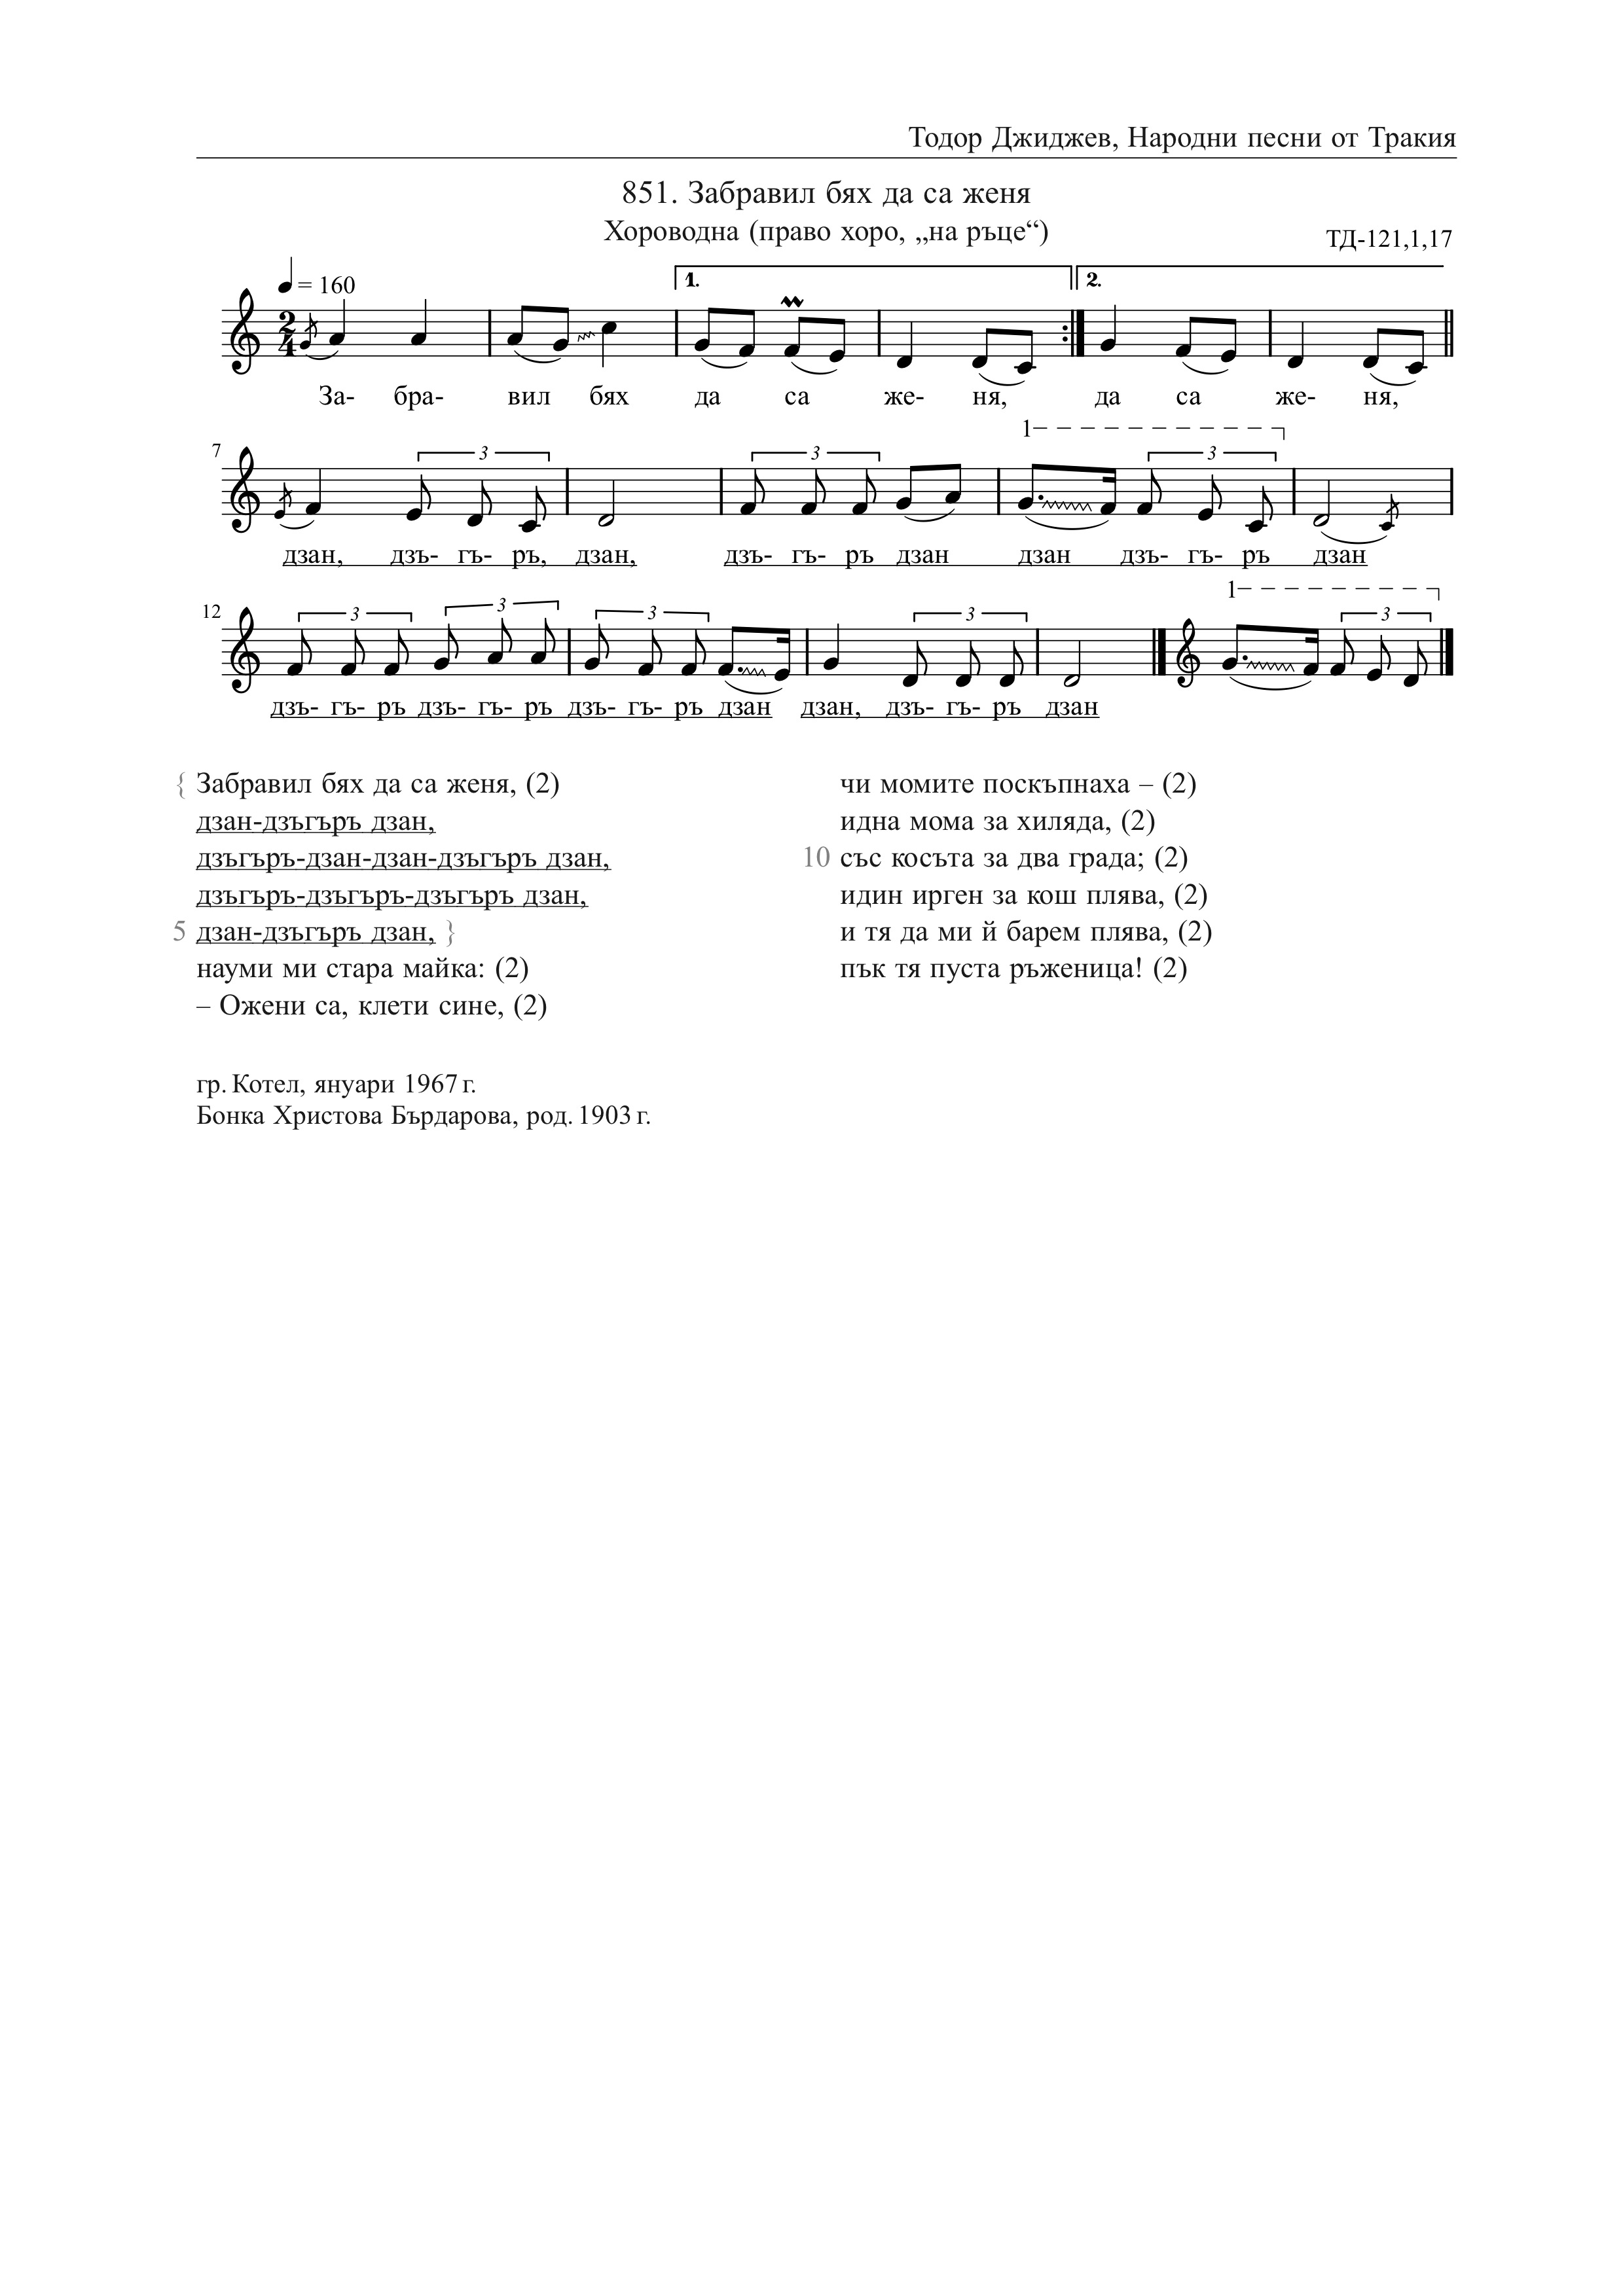 Тодор Джиджев, Народни песни от Тракия
851. Забравил бях да са женя
Хороводна (право хоро, „на ръце“)
ТД-121,1,17
= 160
1.
2.
За- бра- вил бях да са же- ня, да са же- ня,
7
3 3 1 3
дзан, дзъ- гъ- ръ, дзан, дзъ- гъ- ръ дзан дзан дзъ- гъ- ръ дзан
12
3 3 3 3 1 3
дзъ- гъ- ръ дзъ- гъ- ръ дзъ- гъ- ръ дзан дзан, дзъ- гъ- ръ дзан
{ Забравил бях да са женя, (2)
дзан-дзъгъръ дзан,
дзъгъръ-дзан-дзан-дзъгъръ дзан,
дзъгъръ-дзъгъръ-дзъгъръ дзан,
5 дзан-дзъгъръ дзан, }
науми ми стара майка: (2)
– Ожени са, клети сине, (2)
чи момите поскъпнаха – (2)
идна мома за хиляда, (2)
10 със косъта за два града; (2)
идин ирген за кош плява, (2)
и тя да ми й барем плява, (2)
пък тя пуста ръженица! (2)
гр. Котел, януари 1967 г.
Бонка Христова Бърдарова, род. 1903 г.